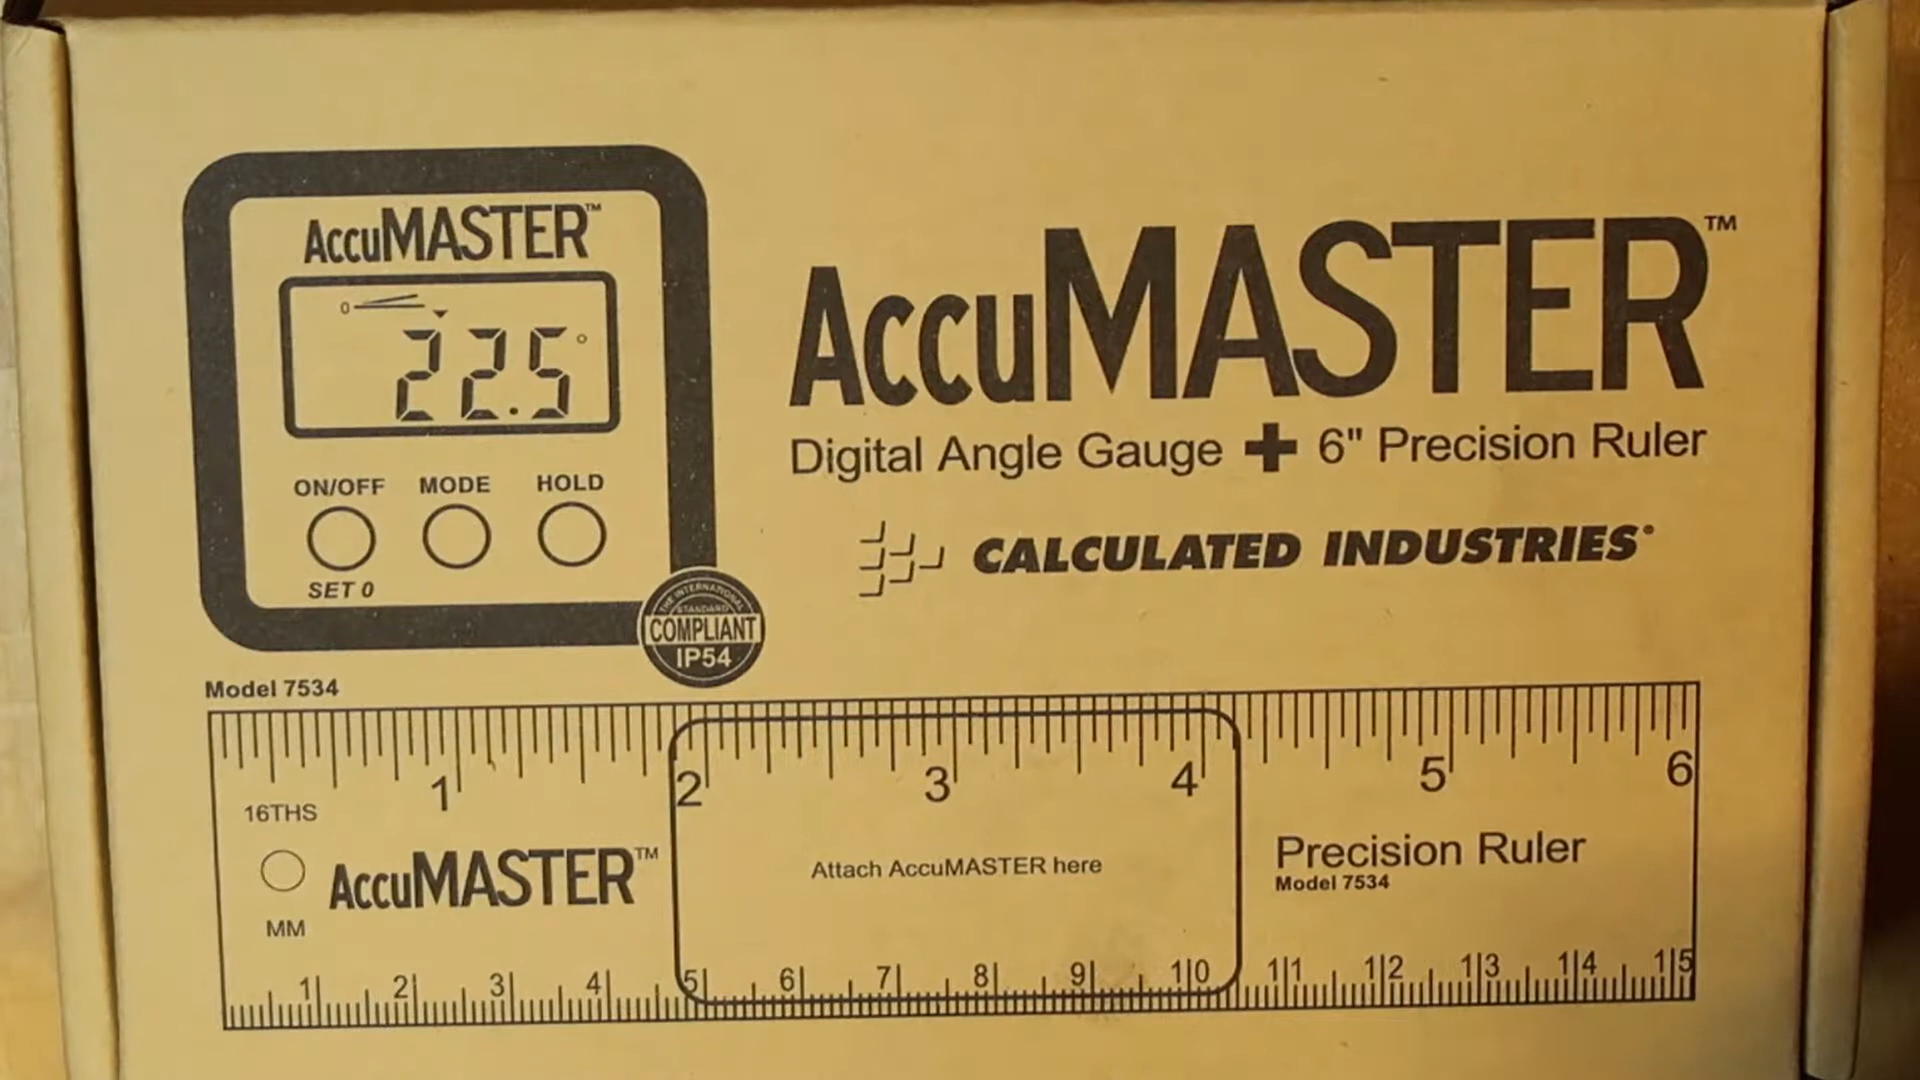 AccuMASTER™
0
22.5°
ON/OFF MODE HOLD
SET 0
THE INTERNATIONAL
STANDARD
COMPLIANT
IP54
AccuMASTER™
Digital Angle Gauge + 6" Precision Ruler
CALCULATED INDUSTRIES®
Model 7534
1 2 3 4 5 6
16THS
MM
AccuMASTER™
Attach AccuMASTER here
Precision Ruler
Model 7534
1 2 3 4 5 6 7 8 9 10 11 12 13 14 15